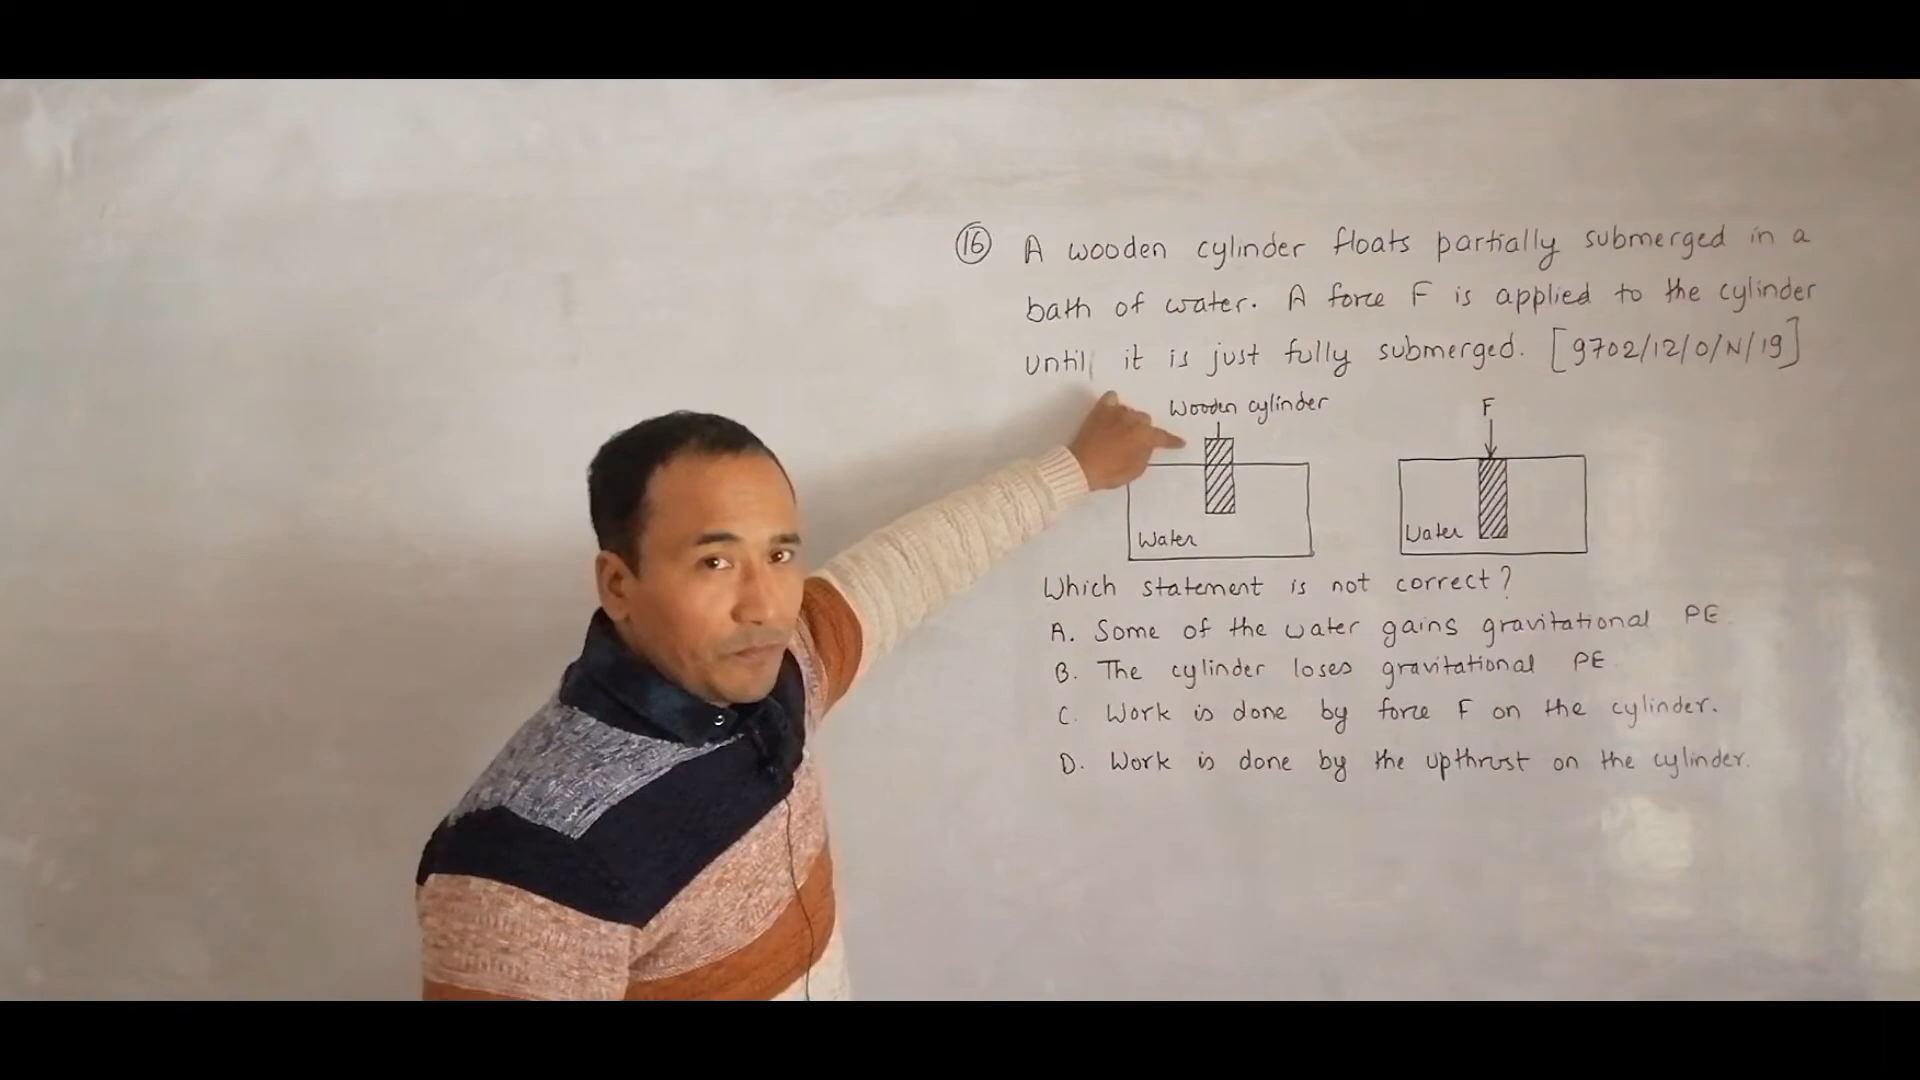 16 A wooden cylinder floats partially submerged in a
bath of water. A force F is applied to the cylinder
until it is just fully submerged. [9702/12/O/N/19]
Wooden cylinder
F
Water
Water
Which statement is not correct?
A. Some of the water gains gravitational PE
B. The cylinder loses gravitational PE
C. Work is done by force F on the cylinder.
D. Work is done by the upthrust on the cylinder.